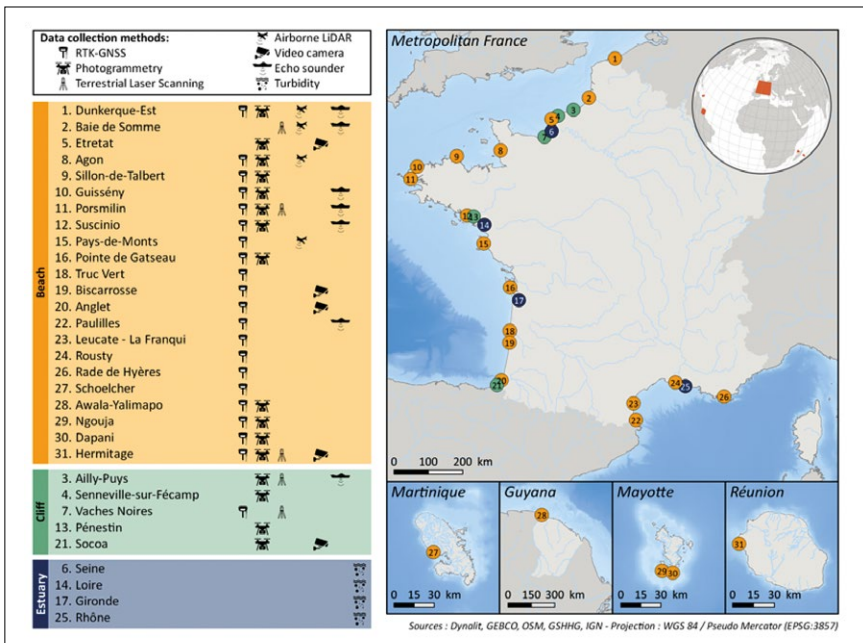 Data collection methods:
RTK-GNSS
Photogrammetry
Terrestrial Laser Scanning
Airborne LiDAR
Video camera
Echo sounder
Turbidity
Beach
1. Dunkerque-Est
2. Baie de Somme
5. Etretat
8. Agon
9. Sillon-de-Talbert
10. Guissény
11. Porsmilin
12. Suscinio
15. Pays-de-Monts
16. Pointe de Gatseau
18. Truc Vert
19. Biscarrosse
20. Anglet
22. Paulilles
23. Leucate - La Franqui
24. Rousty
26. Rade de Hyères
27. Schoelcher
28. Awala-Yalimapo
29. Ngouja
30. Dapani
31. Hermitage
Cliff
3. Ailly-Puys
4. Senneville-sur-Fécamp
7. Vaches Noires
13. Pénestin
21. Socoa
Estuary
6. Seine
14. Loire
17. Gironde
25. Rhône
Metropolitan France
1
2
3
4
5
6
7
8
9
10
11
12
13
14
15
16
17
18
19
20
21
24
25
26
23
22
0 100 200 km
Martinique
27
0 15 30 km
Guyana
28
0 150 300 km
Mayotte
29 30
0 15 30 km
Réunion
31
0 15 30 km
Sources : Dynalit, GEBCO, OSM, GSHHG, IGN - Projection : WGS 84 / Pseudo Mercator (EPSG:3857)